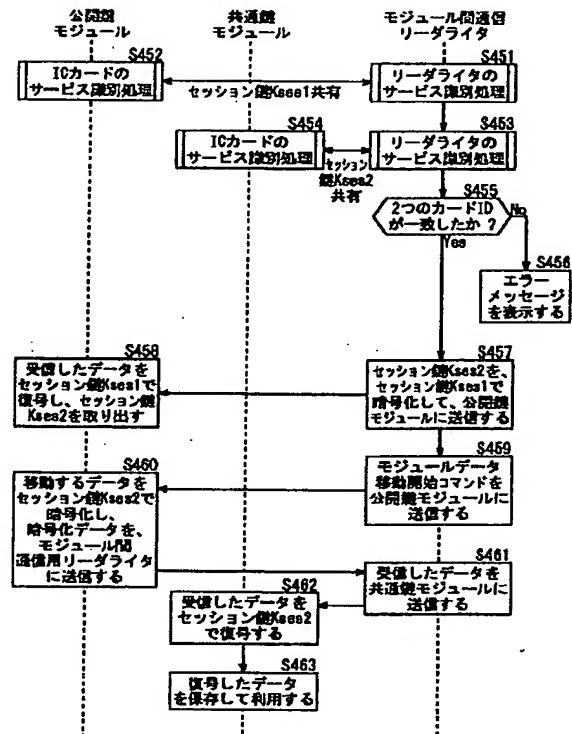 公開鍵
モジュール
共通鍵
モジュール
モジュール間通信
リーダライタ
S452
ICカードの
サービス識別処理
セッション鍵Kses1共有
S451
リーダライタの
サービス識別処理
S454
ICカードの
サービス識別処理
セッション
鍵Kses2
共有
S453
リーダライタの
サービス識別処理
S455
2つのカードID
が一致したか ?
No
Yes
S456
エラー
メッセージ
を表示する
S458
受信したデータを
セッション鍵Kses1で
復号し、セッション鍵
Kses2を取り出す
S457
セッション鍵Kses2を、
セッション鍵Kses1で
暗号化して、公開鍵
モジュールに送信する
S459
モジュールデータ
移動開始コマンドを
公開鍵モジュールに
送信する
S460
移動するデータを
セッション鍵Kses2で
暗号化し、
暗号化データを、
モジュール間
通信用リーダライタ
に送信する
S461
受信したデータを
共通鍵モジュールに
送信する
S462
受信したデータを
セッション鍵Kses2
で復号する
S463
復号したデータ
を保存して利用する